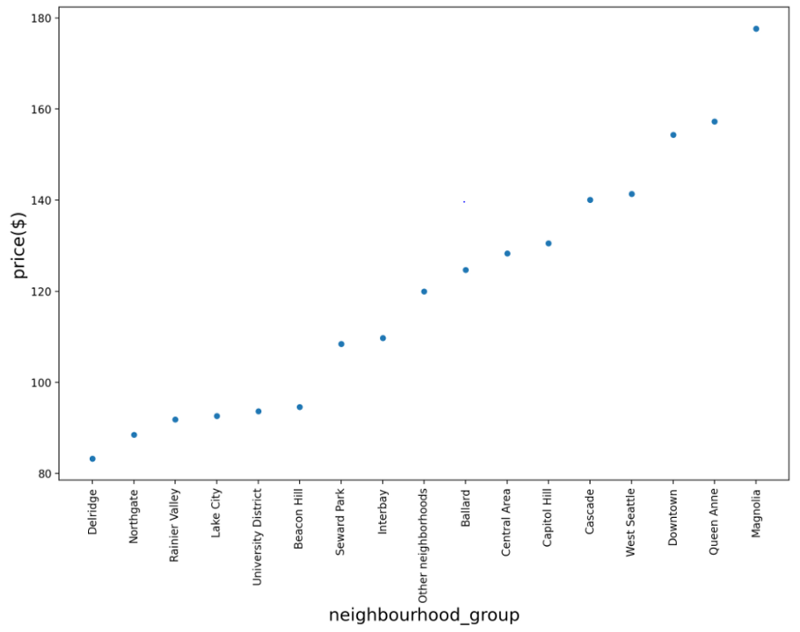 180
160
140
120
100
80
price($)
Delridge
Northgate
Rainier Valley
Lake City
University District
Beacon Hill
Seward Park
Interbay
Other neighborhoods
Ballard
Central Area
Capitol Hill
Cascade
West Seattle
Downtown
Queen Anne
Magnolia
neighbourhood_group